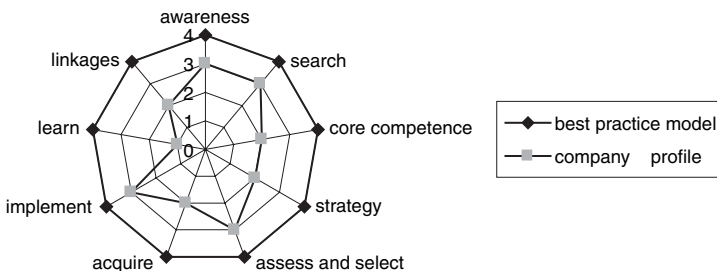 awareness
4
linkages
search
3
2
learn
1
core competence
0
implement
strategy
acquire
assess and select
best practice model
company profile